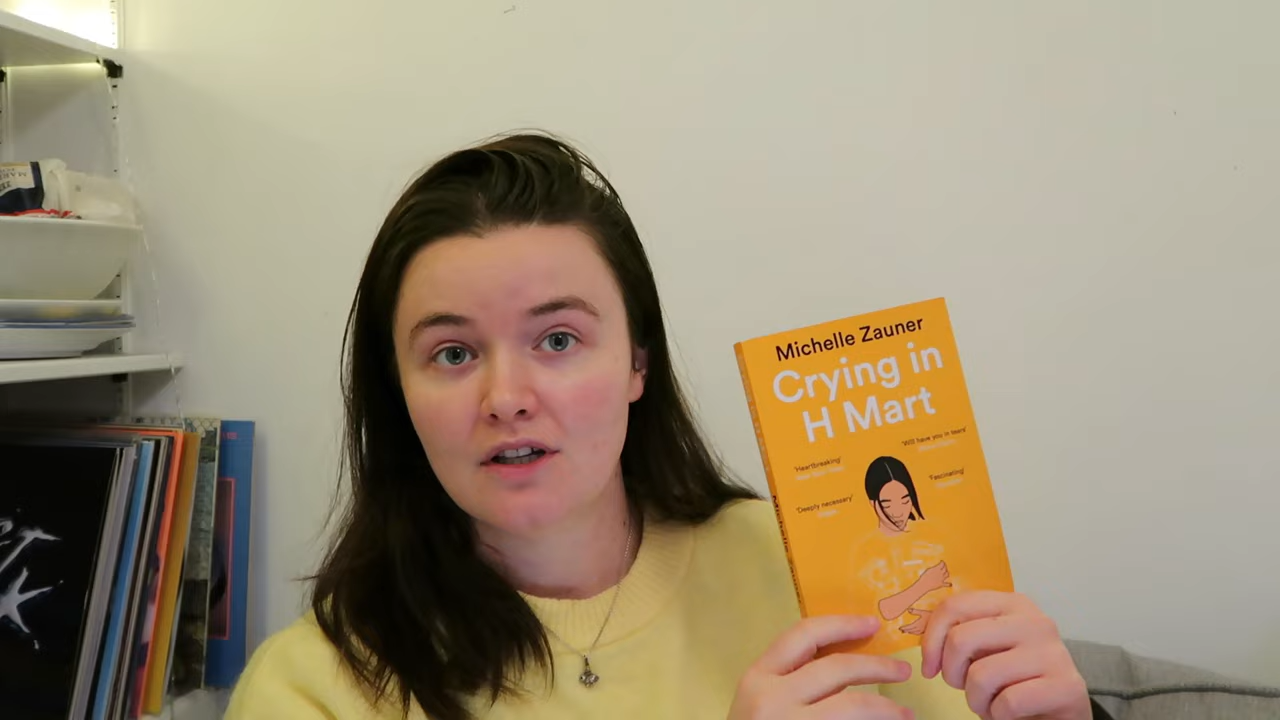 Michelle Zauner
Crying in
H Mart
'Will have you in tears'
'Heartbreaking'
'Fascinating'
'Deeply necessary'